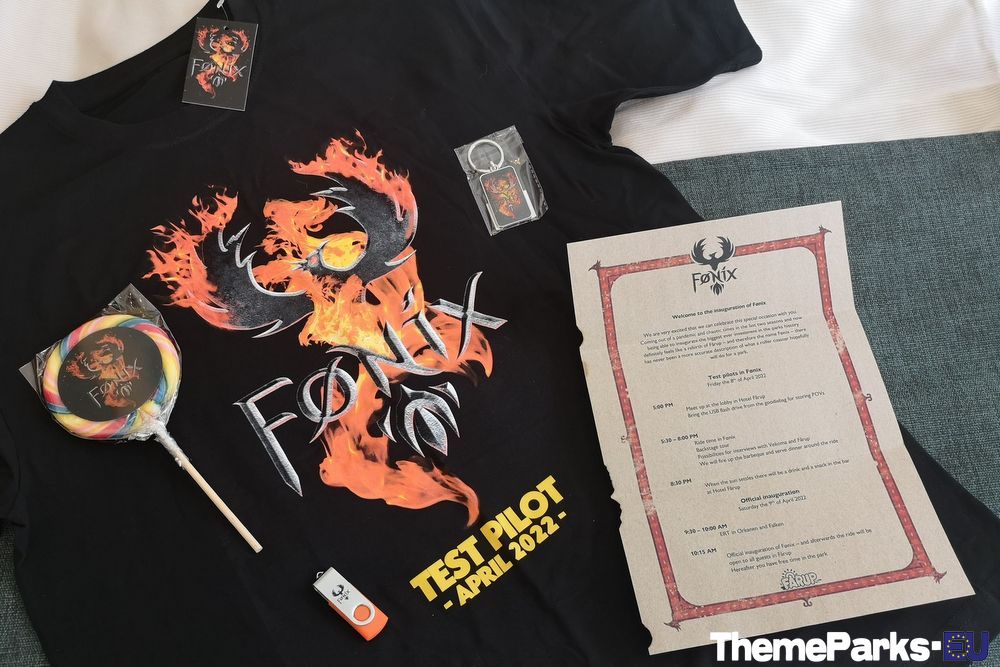 FØNIX
FØNIX
FØNIX
FØNIX
TEST PILOT
- APRIL 2022 -
FØNIX
FØNIX
Welcome to the inauguration of Fønix
We are very excited that we can celebrate this special occasion with you.
Coming out of a pandemic and chaotic times in the last two seasons and now
being able to inaugurate the biggest ever investment in the parks history
definitely feels like a rebirth of Fårup – and therefore the name Fønix – there
has never been a more accurate description of what a roller coaster hopefully
will do for a park.
Test pilots in Fønix
Friday the 8th of April 2022
5:00 PM Meet up at the lobby in Hotel Fårup
Bring the USB flash drive from the goodiebag for storing POVs
5:30 – 8:00 PM Ride time in Fønix
Backstage tour
Possibilities for interviews with Vekoma and Fårup
We will fire up the barbeque and serve dinner around the ride
8:30 PM When the sun settles there will be a drink and a snack in the bar
at Hotel Fårup
Official inauguration
Saturday the 9th of April 2022
9:30 – 10:00 AM ERT in Orkanen and Falken
10:15 AM Official inauguration of Fønix – and afterwards the ride will be
open to all guests in Fårup
Hereafter you have free time in the park
FÅRUP
ThemeParks-EU